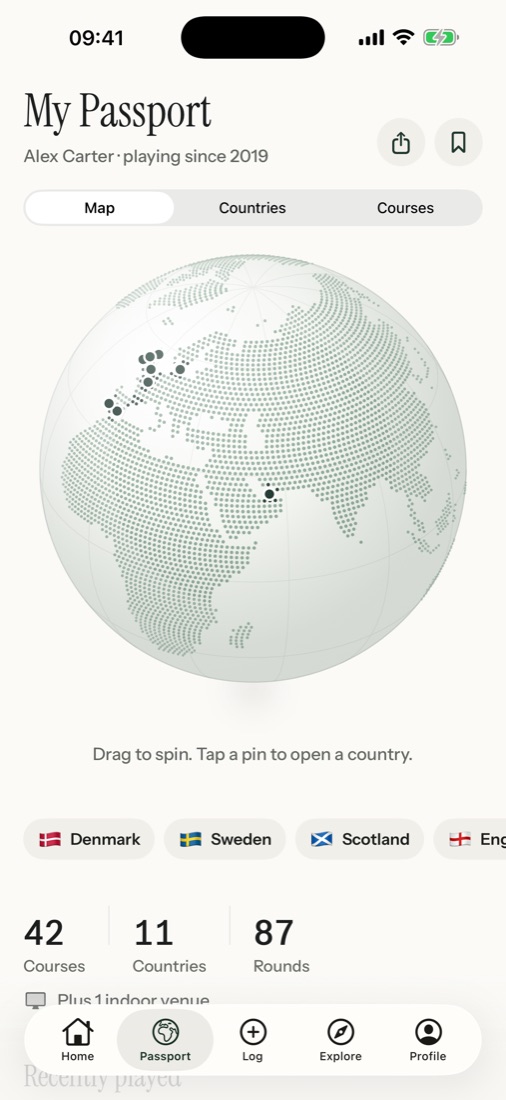 09:41
My Passport
Alex Carter · playing since 2019
Map
Countries
Courses
Drag to spin. Tap a pin to open a country.
Denmark
Sweden
Scotland
Eng
42
11
87
Courses
Countries
Rounds
Plus 1 indoor venue
Home
Passport
Log
Explore
Profile
Recently played